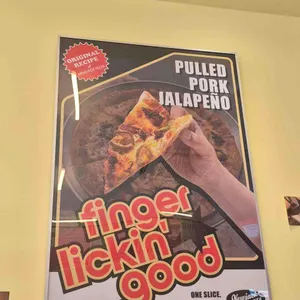 ORIGINAL
RECIPE
PULLED
PORK
JALAPEÑO
finger
lickin'
good
ONE SLICE.